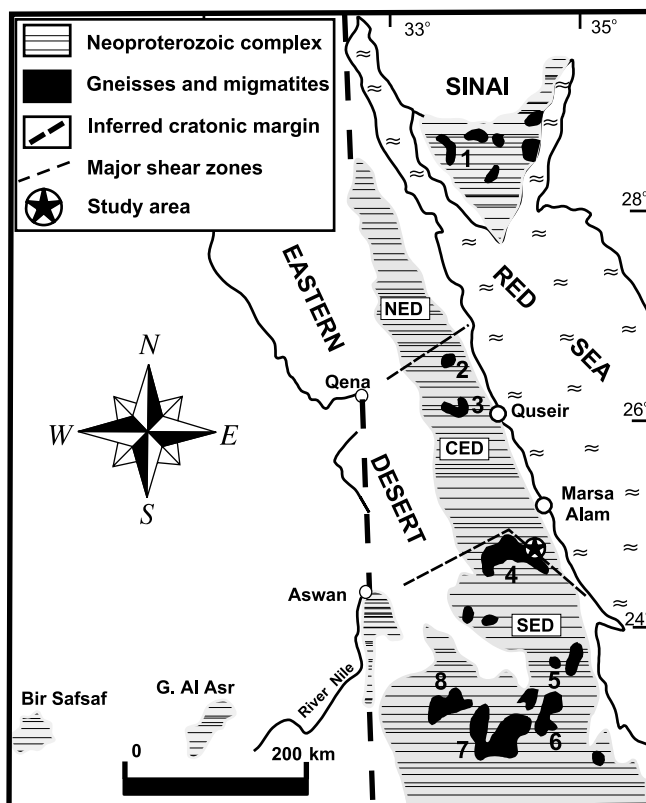 Neoproterozoic complex
Gneisses and migmatites
Inferred cratonic margin
Major shear zones
Study area
33°
35°
SINAI
1
28°
EASTERN
RED
SEA
NED
N
W
E
S
2
Qena
3
Quseir
26°
CED
DESERT
Marsa
Alam
4
Aswan
SED
24°
River Nile
5
8
Bir Safsaf
G. Al Asr
6
7
0
200 km